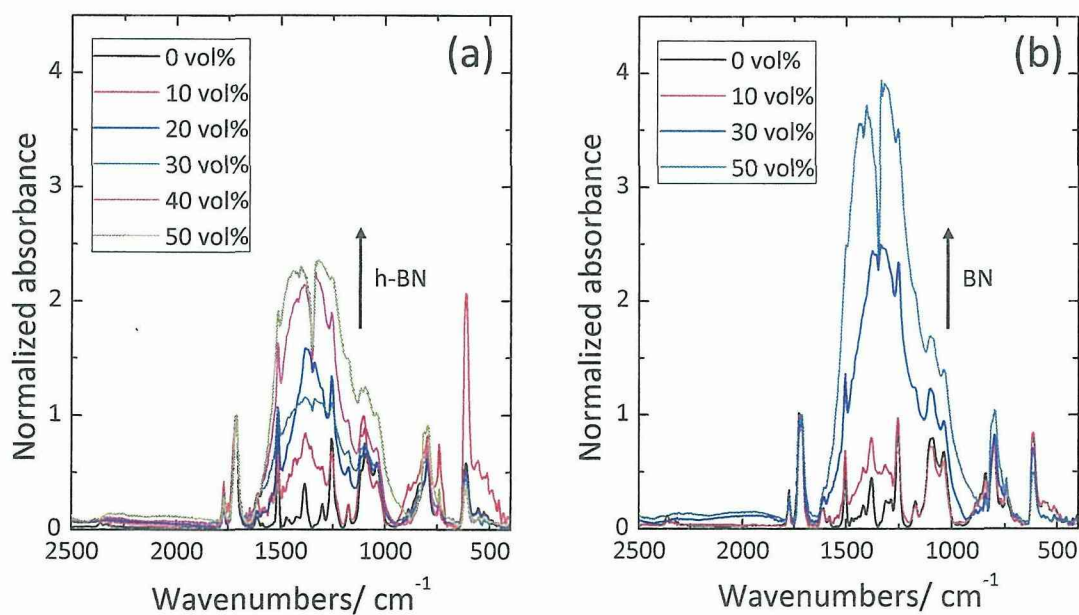 (a)
0 vol%
10 vol%
20 vol%
30 vol%
40 vol%
50 vol%
h-BN
Normalized absorbance
4
3
2
1
0
2500 2000 1500 1000 500
Wavenumbers/ cm⁻¹
(b)
0 vol%
10 vol%
30 vol%
50 vol%
BN
Normalized absorbance
4
3
2
1
0
2500 2000 1500 1000 500
Wavenumbers/ cm⁻¹